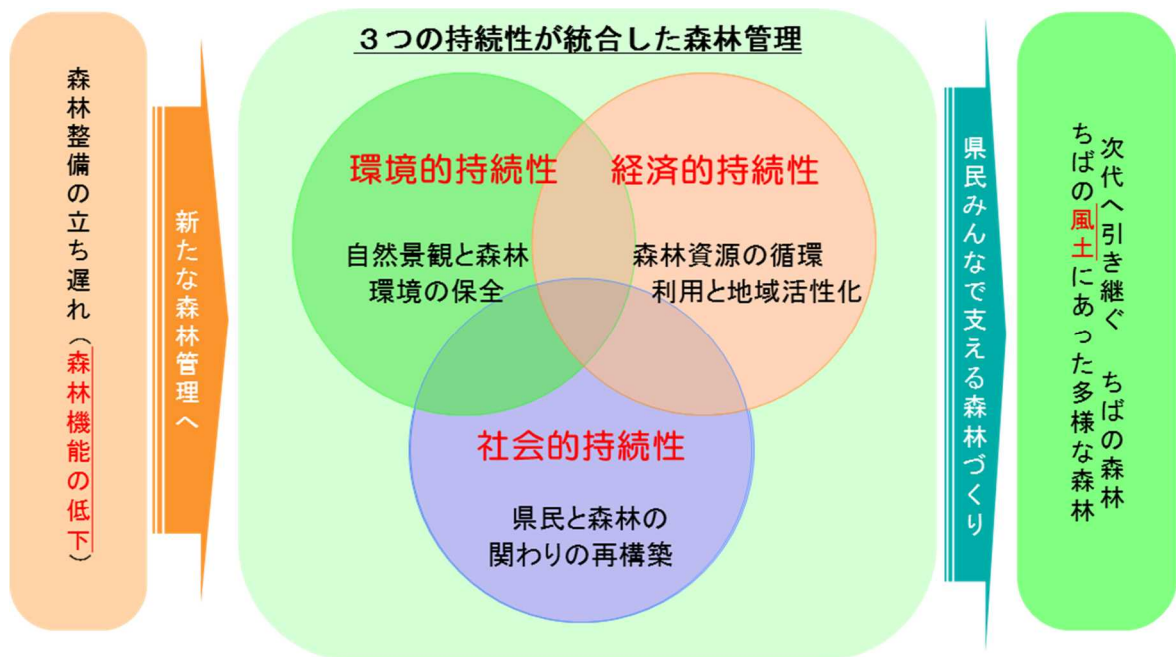 ３つの持続性が統合した森林管理
森林整備の立ち遅れ（森林機能の低下）
新たな森林管理へ
環境的持続性
自然景観と森林
環境の保全
経済的持続性
森林資源の循環
利用と地域活性化
社会的持続性
県民と森林の
関わりの再構築
県民みんなで支える森林づくり
次代へ引き継ぐ　ちばの森林
ちばの風土にあった多様な森林